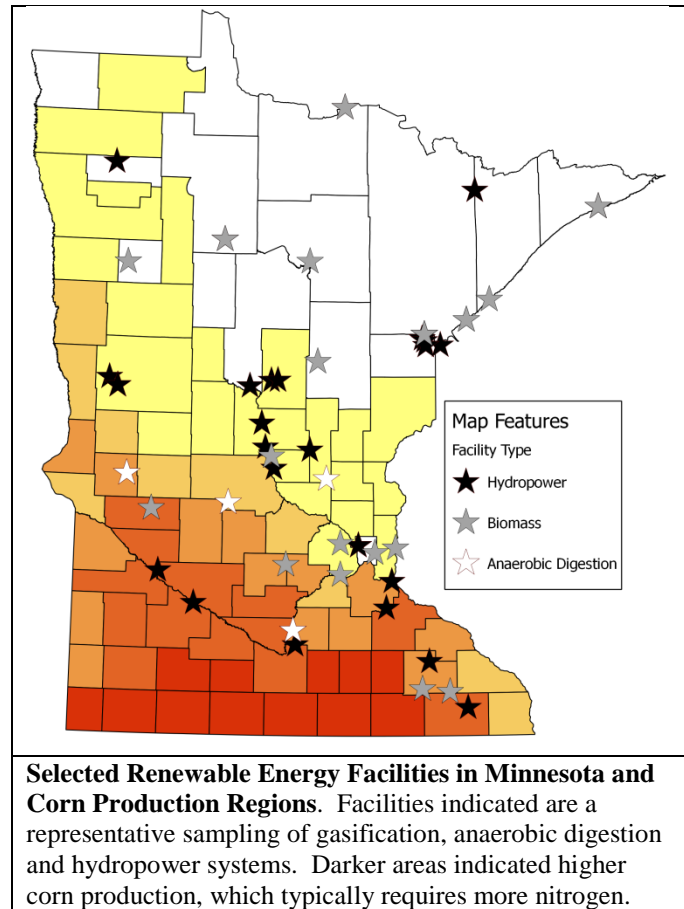 Map Features
Facility Type
Hydropower
Biomass
Anaerobic Digestion
Selected Renewable Energy Facilities in Minnesota and
Corn Production Regions. Facilities indicated are a
representative sampling of gasification, anaerobic digestion
and hydropower systems. Darker areas indicated higher
corn production, which typically requires more nitrogen.